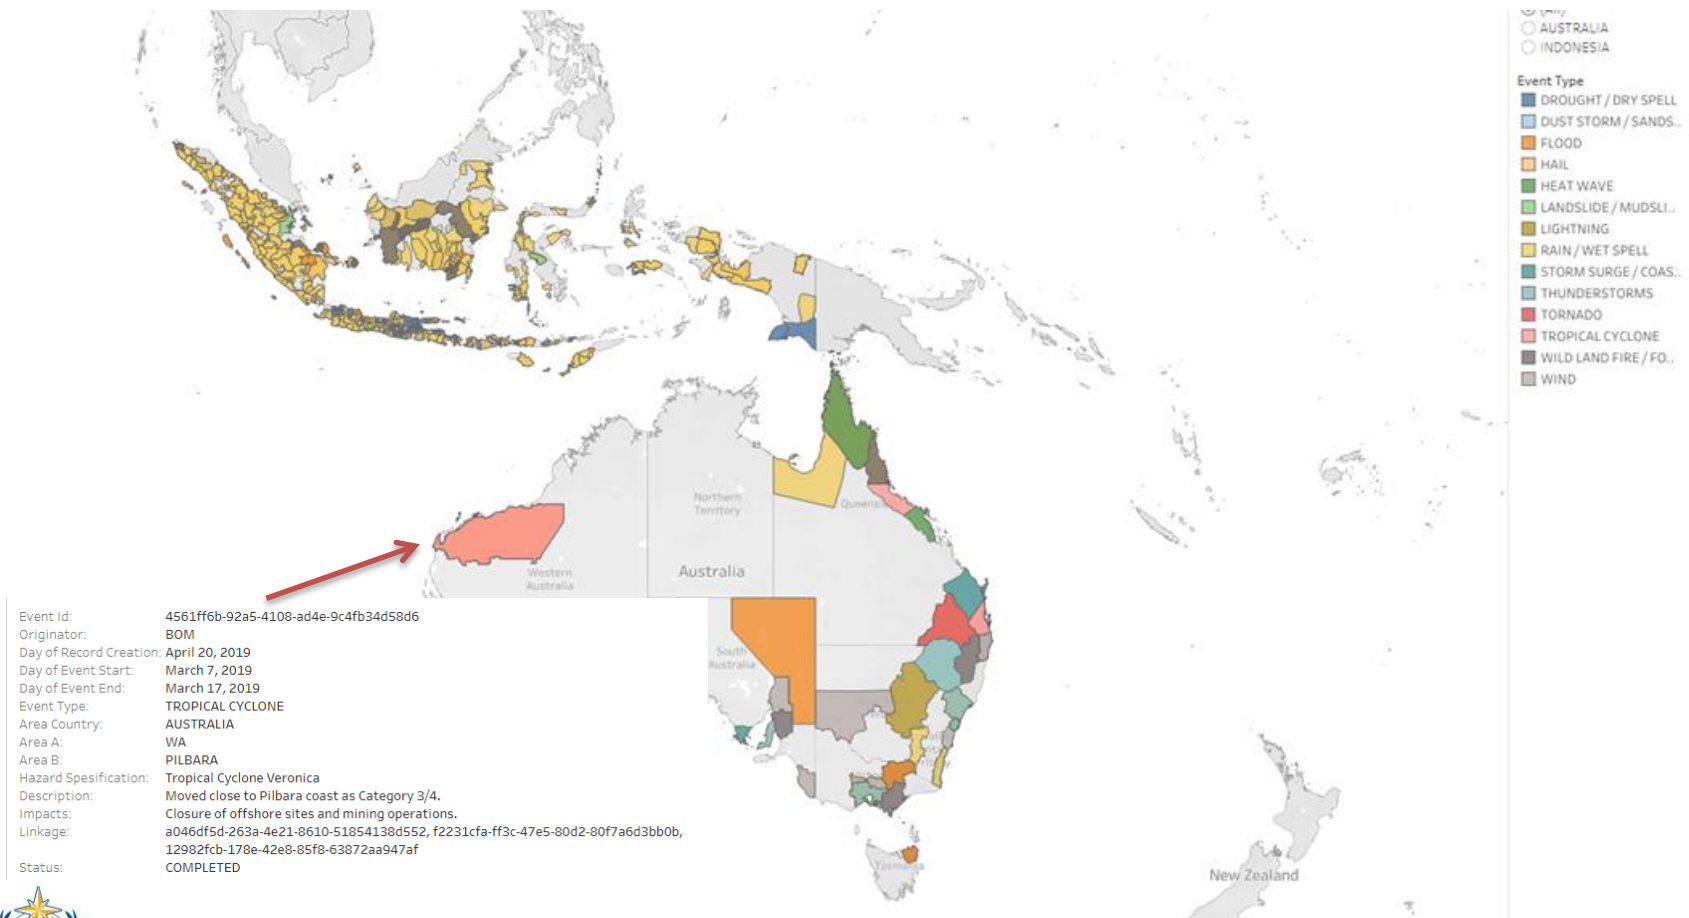 (All)
AUSTRALIA
INDONESIA
Event Type
DROUGHT / DRY SPELL
DUST STORM / SANDS..
FLOOD
HAIL
HEAT WAVE
LANDSLIDE / MUDSLI..
LIGHTNING
RAIN / WET SPELL
STORM SURGE / COAS..
THUNDERSTORMS
TORNADO
TROPICAL CYCLONE
WILD LAND FIRE / FO..
WIND
Northern
Territory
Australia
Western
Australia
South
Australia
Tasmania
New Zealand
Event Id: 4561ff6b-92a5-4108-ad4e-9c4fb34d58d6
Originator: BOM
Day of Record Creation: April 20, 2019
Day of Event Start: March 7, 2019
Day of Event End: March 17, 2019
Event Type: TROPICAL CYCLONE
Area Country: AUSTRALIA
Area A: WA
Area B: PILBARA
Hazard Spesification: Tropical Cyclone Veronica
Description: Moved close to Pilbara coast as Category 3/4.
Impacts: Closure of offshore sites and mining operations.
Linkage: a046df5d-263a-4e21-8610-51854138d552, f2231cfa-ff3c-47e5-80d2-80f7a6d3bb0b,
12982fcb-178e-42e8-85f8-63872aa947af
Status: COMPLETED